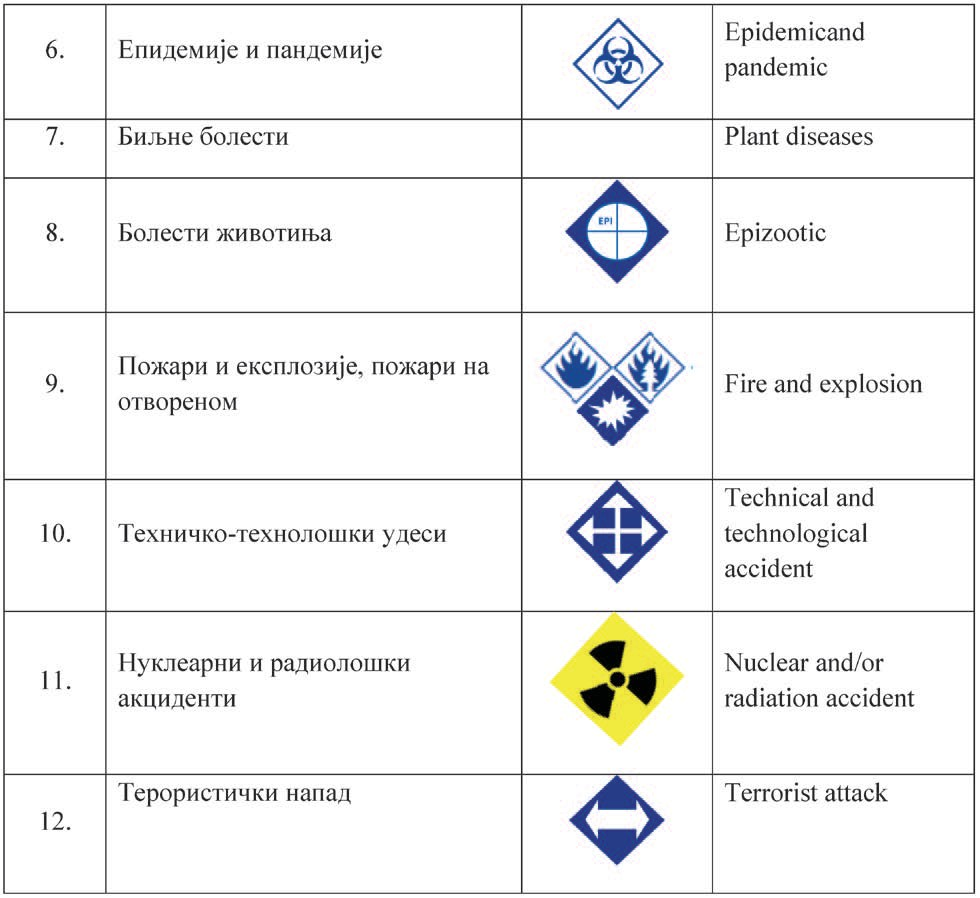 6.
Епидемије и пандемије
Epidemicand
pandemic
7.
Биљне болести
Plant diseases
8.
Болести животиња
EPI
Epizootic
9.
Пожари и експлозије, пожари на
отвореном
Fire and explosion
10.
Техничко-технолошки удеси
Technical and
technological
accident
11.
Нуклеарни и радиолошки
акциденти
Nuclear and/or
radiation accident
12.
Терористички напад
Terrorist attack